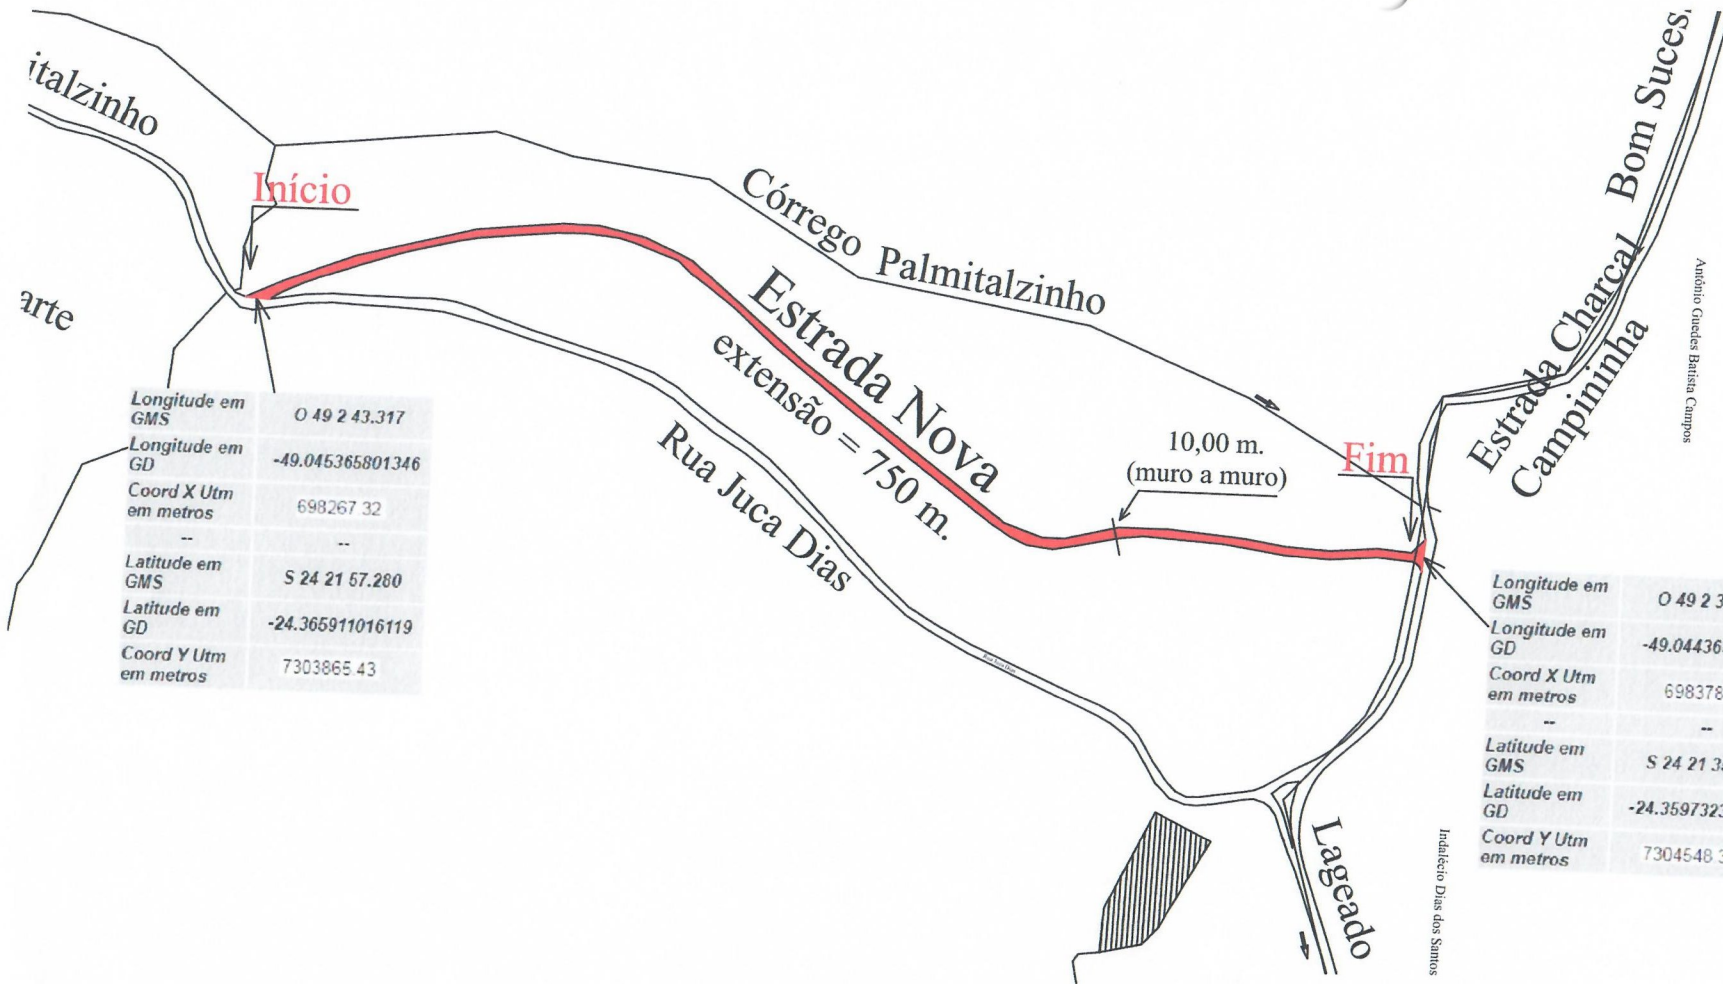 italzinho
Início
arte
Córrego Palmitalzinho
Estrada Nova
extensão = 750 m.
Rua Juca Dias
10,00 m.
(muro a muro)
Fim
Bom Suces
Estrada Charcal
Campininha
Antônio Guedes Batista Campos
Longitude em GMS O 49 2 43.317
Longitude em GD -49.045365801346
Coord X Utm em metros 698267.32
-- --
Latitude em GMS S 24 21 57.280
Latitude em GD -24.365911016119
Coord Y Utm em metros 7303865.43
Longitude em GMS O 49 2 3
Longitude em GD -49.04436
Coord X Utm em metros 698378
-- --
Latitude em GMS S 24 21 3
Latitude em GD -24.359732
Coord Y Utm em metros 7304548.3
Lageado
Indalécio Dias dos Santos